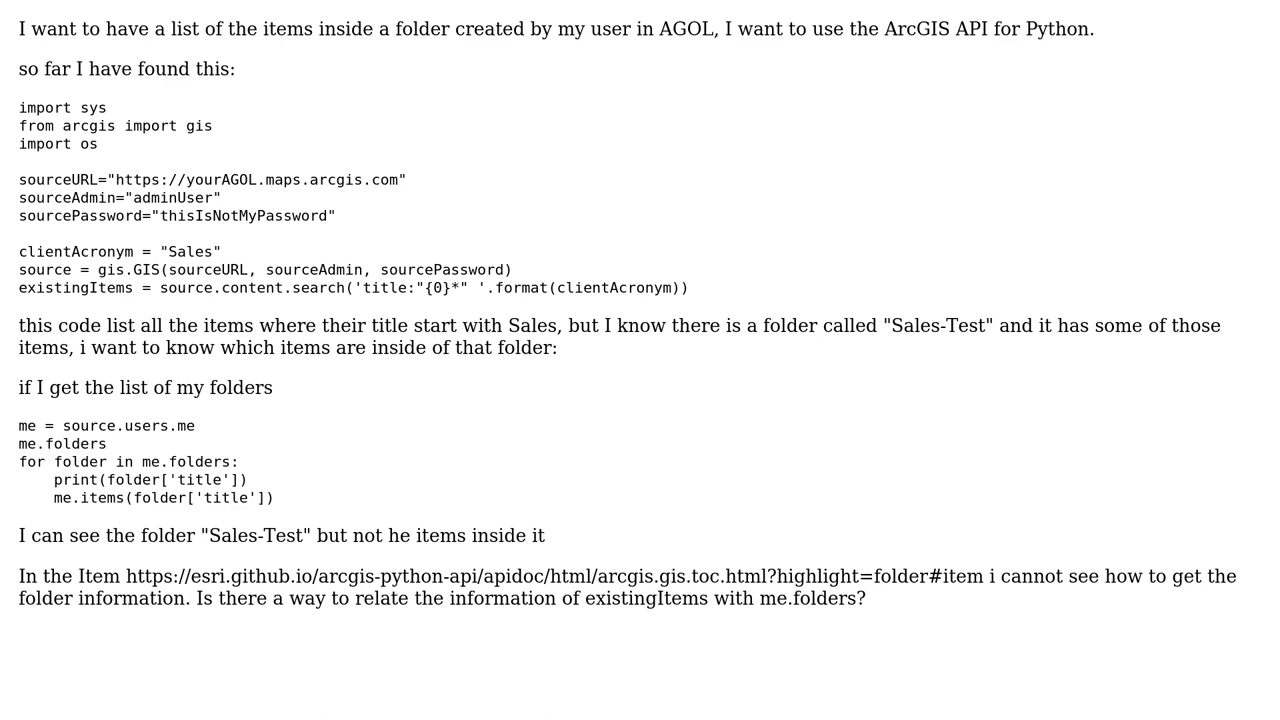 I want to have a list of the items inside a folder created by my user in AGOL, I want to use the ArcGIS API for Python.
so far I have found this:
import sys
from arcgis import gis
import os
sourceURL="https://yourAGOL.maps.arcgis.com"
sourceAdmin="adminUser"
sourcePassword="thisIsNotMyPassword"
clientAcronym = "Sales"
source = gis.GIS(sourceURL, sourceAdmin, sourcePassword)
existingItems = source.content.search('title:"{0}*" '.format(clientAcronym))
this code list all the items where their title start with Sales, but I know there is a folder called "Sales-Test" and it has some of those
items, i want to know which items are inside of that folder:
if I get the list of my folders
me = source.users.me
me.folders
for folder in me.folders:
    print(folder['title'])
    me.items(folder['title'])
I can see the folder "Sales-Test" but not he items inside it
In the Item https://esri.github.io/arcgis-python-api/apidoc/html/arcgis.gis.toc.html?highlight=folder#item i cannot see how to get the
folder information. Is there a way to relate the information of existingItems with me.folders?